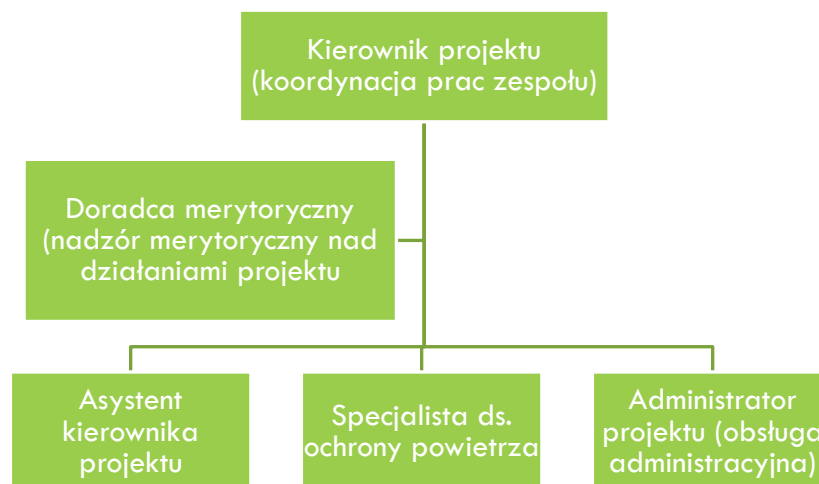 Kierownik projektu
(koordynacja prac zespołu)
Doradca merytoryczny
(nadzór merytoryczny nad
działaniami projektu
Asystent
kierownika
projektu
Specjalista ds.
ochrony powietrza
Administrator
projektu (obsługa
administracyjna)